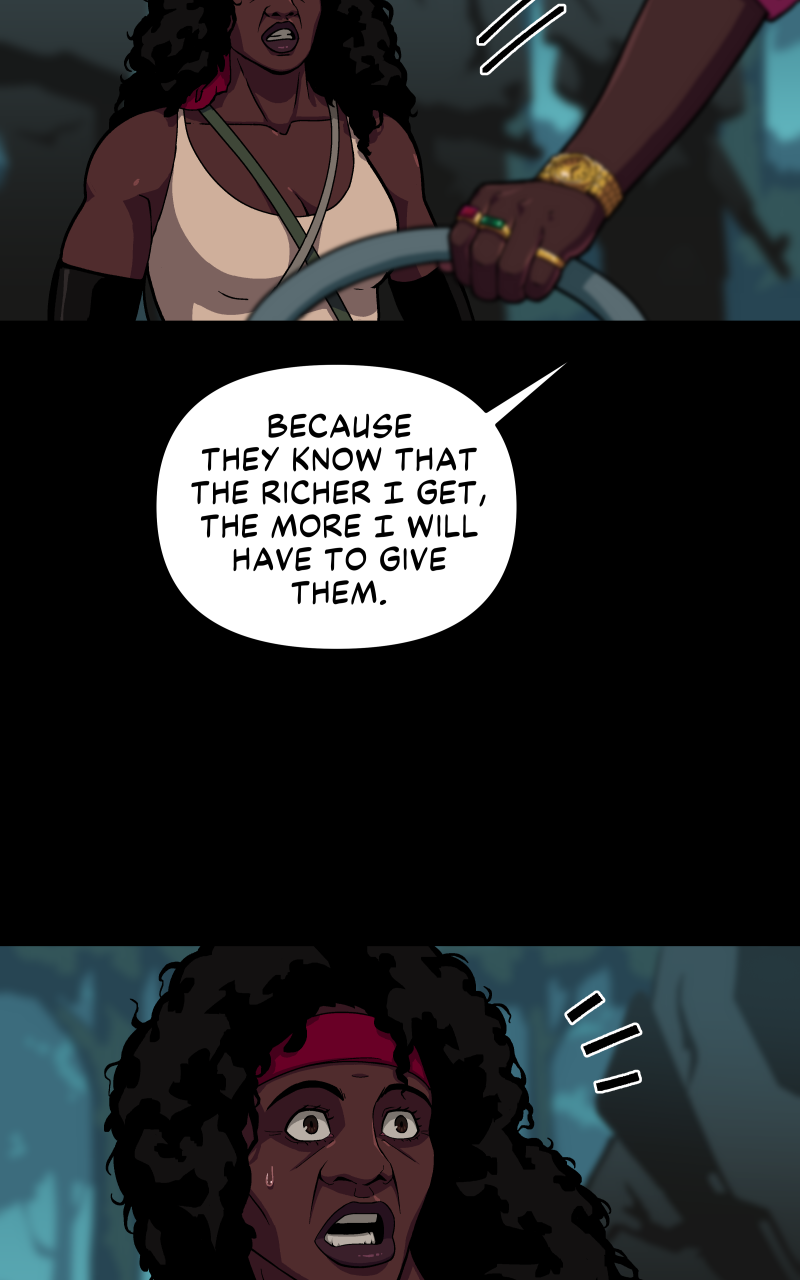 BECAUSE
THEY KNOW THAT
THE RICHER I GET,
THE MORE I WILL
HAVE TO GIVE
THEM.